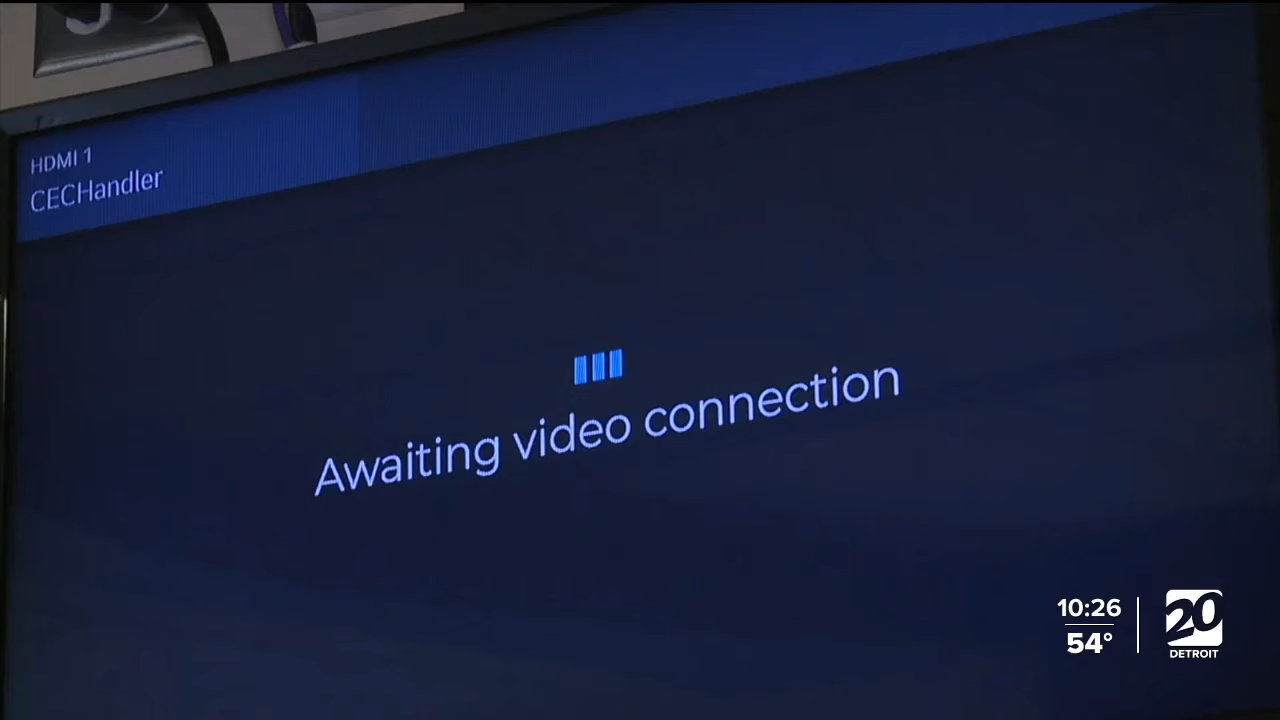 HDMI 1
CECHandler
Awaiting video connection
10:26
54°
20
DETROIT